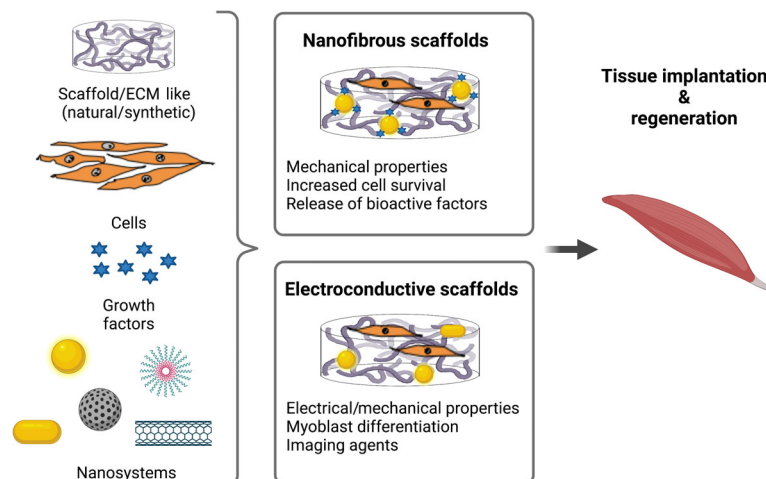 Scaffold/ECM like
(natural/synthetic)
Cells
Growth
factors
Nanosystems
Nanofibrous scaffolds
Mechanical properties
Increased cell survival
Release of bioactive factors
Electroconductive scaffolds
Electrical/mechanical properties
Myoblast differentiation
Imaging agents
Tissue implantation
&
regeneration